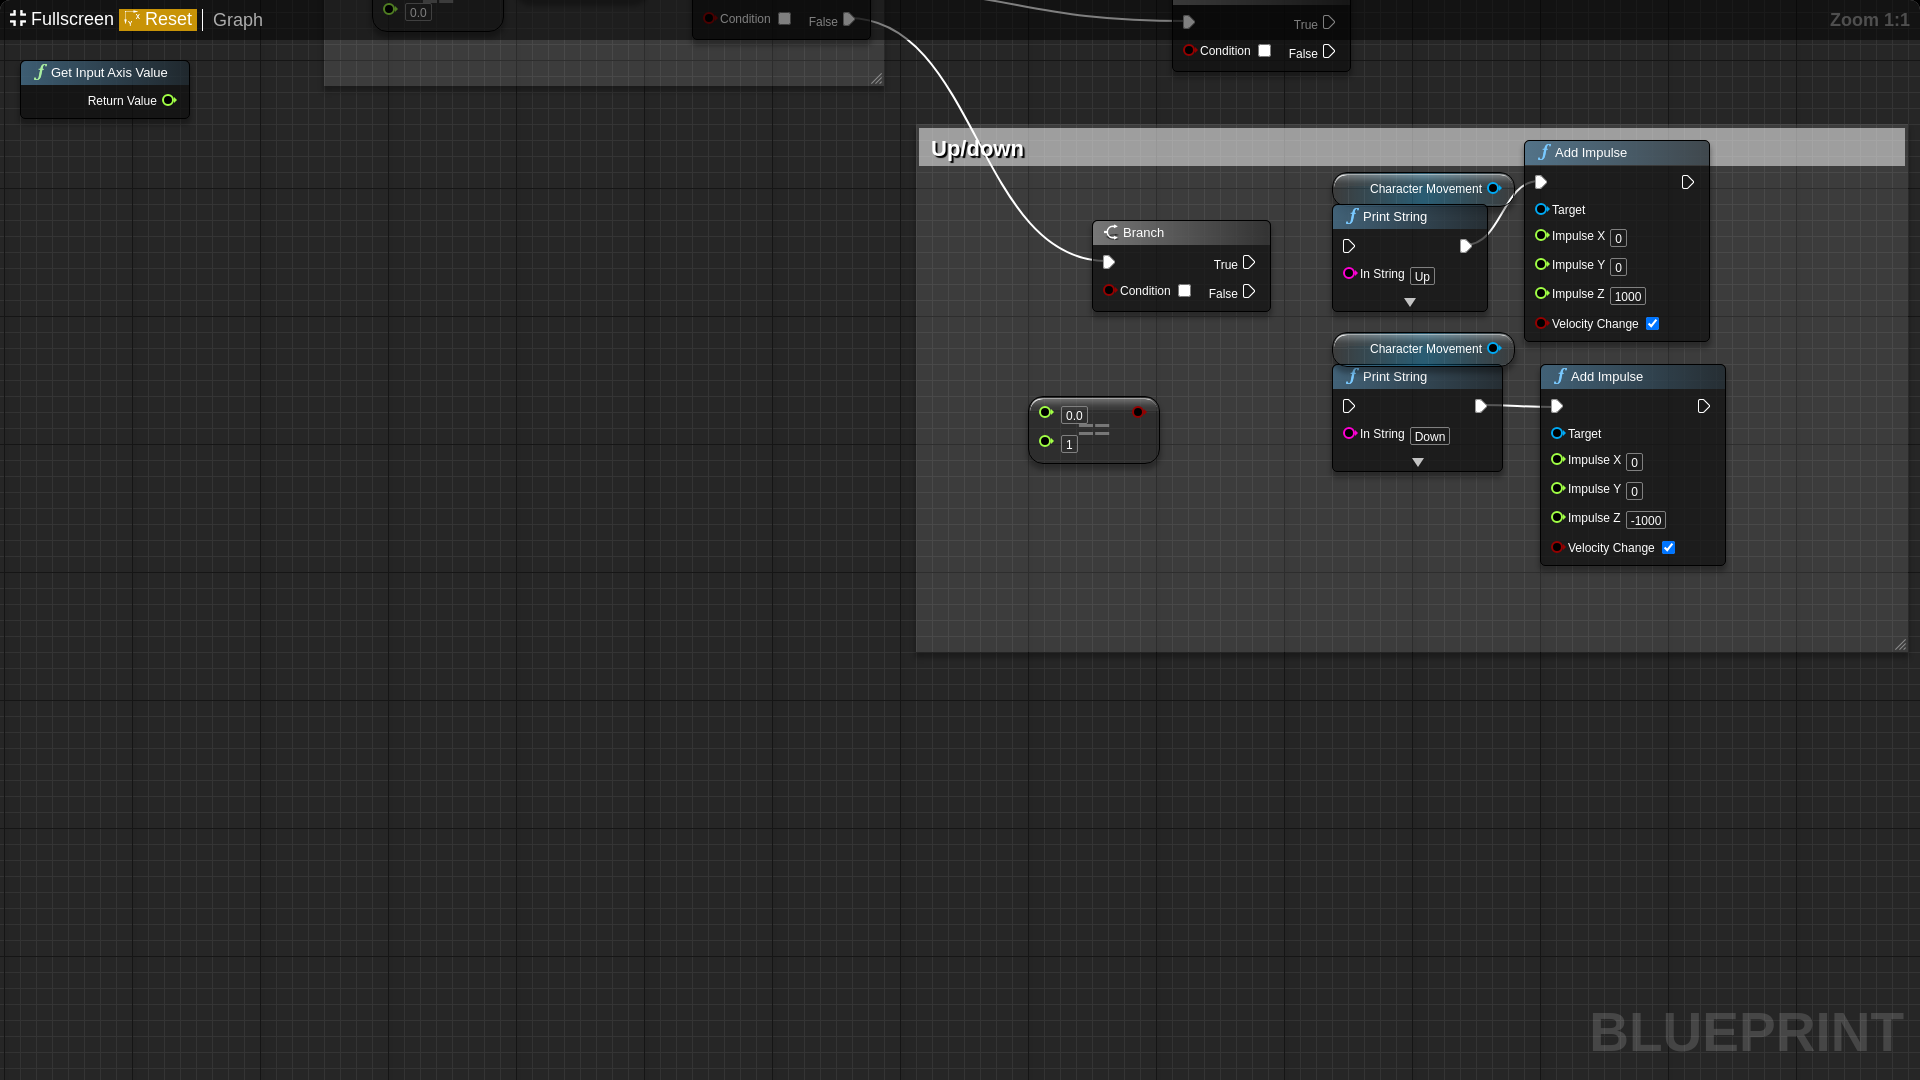 Fullscreen Reset Graph
Zoom 1:1
0.0
Condition False
True
Condition False
Get Input Axis Value
Return Value
Up/down
Branch
True
Condition False
0.0
1
Character Movement
Print String
In String Up
Add Impulse
Target
Impulse X 0
Impulse Y 0
Impulse Z 1000
Velocity Change
Character Movement
Print String
In String Down
Add Impulse
Target
Impulse X 0
Impulse Y 0
Impulse Z -1000
Velocity Change
BLUEPRINT